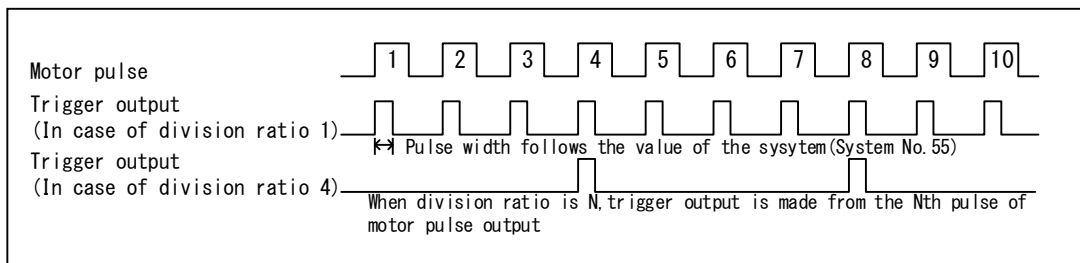 1 2 3 4 5 6 7 8 9 10
Motor pulse
Trigger output
(In case of division ratio 1)
Pulse width follows the value of the sysytem(System No.55)
Trigger output
(In case of division ratio 4)
When division ratio is N,trigger output is made from the Nth pulse of
motor pulse output